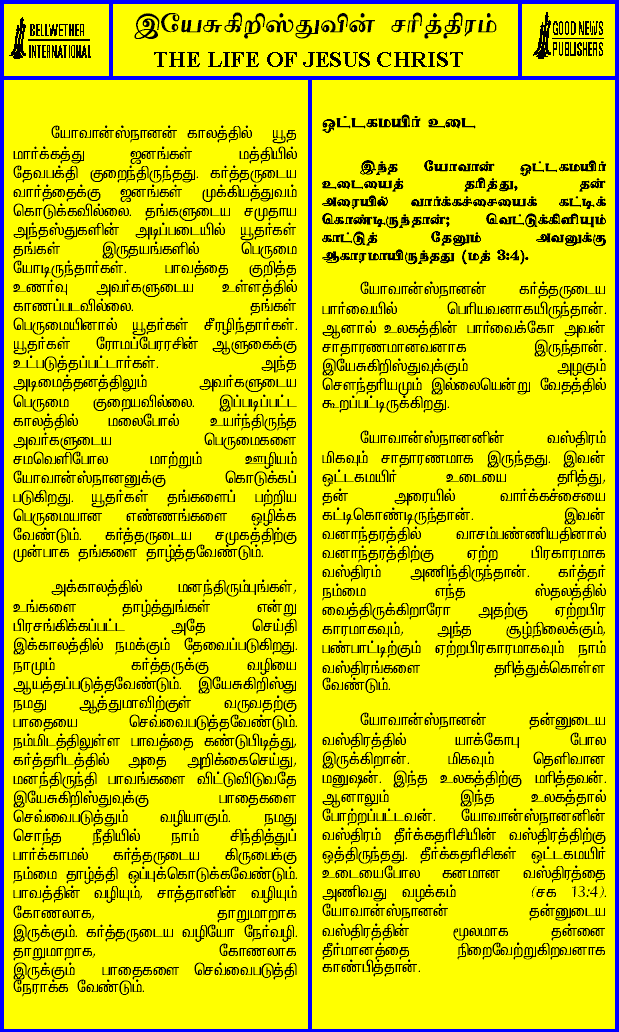 BELLWETHER
INTERNATIONAL
இயேசுகிறிஸ்துவின் சரித்திரம்
THE LIFE OF JESUS CHRIST
GOOD NEWS
PUBLISHERS
யோவான்ஸ்நானன் காலத்தில் யூத
மார்க்கத்து ஜனங்கள் மத்தியில்
தேவபக்தி குறைந்திருந்தது. கர்த்தருடைய
வார்த்தைக்கு ஜனங்கள் முக்கியத்துவம்
கொடுக்கவில்லை. தங்களுடைய சமுதாய
அந்தஸ்துகளின் அடிப்படையில் யூதர்கள்
தங்கள் இருதயங்களில் பெருமை
யோடிருந்தார்கள். பாவத்தை குறித்த
உணர்வு அவர்களுடைய உள்ளத்தில்
காணப்படவில்லை. தங்கள்
பெருமையினால் யூதர்கள் சீரழிந்தார்கள்.
யூதர்கள் ரோமப்பேரரசின் ஆளுகைக்கு
உட்படுத்தப்பட்டார்கள். அந்த
அடிமைத்தனத்திலும் அவர்களுடைய
பெருமை குறையவில்லை. இப்படிப்பட்ட
காலத்தில் மலைபோல் உயர்ந்திருந்த
அவர்களுடைய பெருமைகளை
சமவெளிபோல மாற்றும் ஊழியம்
யோவான்ஸ்நானனுக்கு கொடுக்கப்
படுகிறது. யூதர்கள் தங்களைப் பற்றிய
பெருமையான எண்ணங்களை ஒழிக்க
வேண்டும். கர்த்தருடைய சமுகத்திற்கு
முன்பாக தங்களை தாழ்த்தவேண்டும்.
அக்காலத்தில் மனந்திரும்புங்கள்,
உங்களை தாழ்த்துங்கள் என்று
பிரசங்கிக்கப்பட்ட அதே செய்தி
இக்காலத்தில் நமக்கும் தேவைப்படுகிறது.
நாமும் கர்த்தருக்கு வழியை
ஆயத்தப்படுத்தவேண்டும். இயேசுகிறிஸ்து
நமது ஆத்துமாவிற்குள் வருவதற்கு
பாதையை செவ்வைபடுத்தவேண்டும்.
நம்மிடத்திலுள்ள பாவத்தை கண்டுபிடித்து,
கர்த்தரிடத்தில் அதை அறிக்கைசெய்து,
மனந்திருந்தி பாவங்களை விட்டுவிடுவதே
இயேசுகிறிஸ்துவுக்கு பாதைகளை
செவ்வைபடுத்தும் வழியாகும். நமது
சொந்த நீதியில் நாம் சிந்தித்துப்
பார்க்காமல் கர்த்தருடைய கிருபைக்கு
நம்மை தாழ்த்தி ஒப்புக்கொடுக்கவேண்டும்.
பாவத்தின் வழியும், சாத்தானின் வழியும்
கோணலாக, தாறுமாறாக
இருக்கும். கர்த்தருடைய வழியோ நேர்வழி.
தாறுமாறாக, கோணலாக
இருக்கும் பாதைகளை செவ்வைபடுத்தி
நேராக்க வேண்டும்.
ஒட்டகமயிர் உடை
இந்த யோவான் ஒட்டகமயிர்
உடையைத் தரித்து, தன்
அரையில் வார்க்கச்சையைக் கட்டிக்
கொண்டிருந்தான்; வெட்டுக்கிளியும்
காட்டுத் தேனும் அவனுக்கு
ஆகாரமாயிருந்தது (மத் 3:4).
யோவான்ஸ்நானன் கர்த்தருடைய
பார்வையில் பெரியவனாகயிருந்தான்.
ஆனால் உலகத்தின் பார்வைக்கோ அவன்
சாதாரணமானவனாக இருந்தான்.
இயேசுகிறிஸ்துவுக்கும் அழகும்
சௌந்தரியமும் இல்லையென்று வேதத்தில்
கூறப்பட்டிருக்கிறது.
யோவான்ஸ்நானனின் வஸ்திரம்
மிகவும் சாதாரணமாக இருந்தது. இவன்
ஒட்டகமயிர் உடையை தரித்து,
தன் அரையில் வார்க்கச்சையை
கட்டிகொண்டிருந்தான். இவன்
வனாந்தரத்தில் வாசம்பண்ணியதினால்
வனாந்தரத்திற்கு ஏற்ற பிரகாரமாக
வஸ்திரம் அணிந்திருந்தான். கர்த்தர்
நம்மை எந்த ஸ்தலத்தில்
வைத்திருக்கிறாரோ அதற்கு ஏற்றபிர
காரமாகவும், அந்த சூழ்நிலைக்கும்,
பண்பாட்டிற்கும் ஏற்றபிரகாரமாகவும் நாம்
வஸ்திரங்களை தரித்துக்கொள்ள
வேண்டும்.
யோவான்ஸ்நானன் தன்னுடைய
வஸ்திரத்தில் யாக்கோபு போல
இருக்கிறான். மிகவும் தெளிவான
மனுஷன். இந்த உலகத்திற்கு மரித்தவன்.
ஆனாலும் இந்த உலகத்தால்
போற்றப்பட்டவன். யோவான்ஸ்நானனின்
வஸ்திரம் தீர்க்கதரிசியின் வஸ்திரத்திற்கு
ஒத்திருந்தது. தீர்க்கதரிசிகள் ஒட்டகமயிர்
உடையைபோல கனமான வஸ்திரத்தை
அணிவது வழக்கம் (சக 13:4).
யோவான்ஸ்நானன் தன்னுடைய
வஸ்திரத்தின் மூலமாக தன்னை
தீர்மானத்தை நிறைவேற்றுகிறவனாக
காண்பித்தான்.